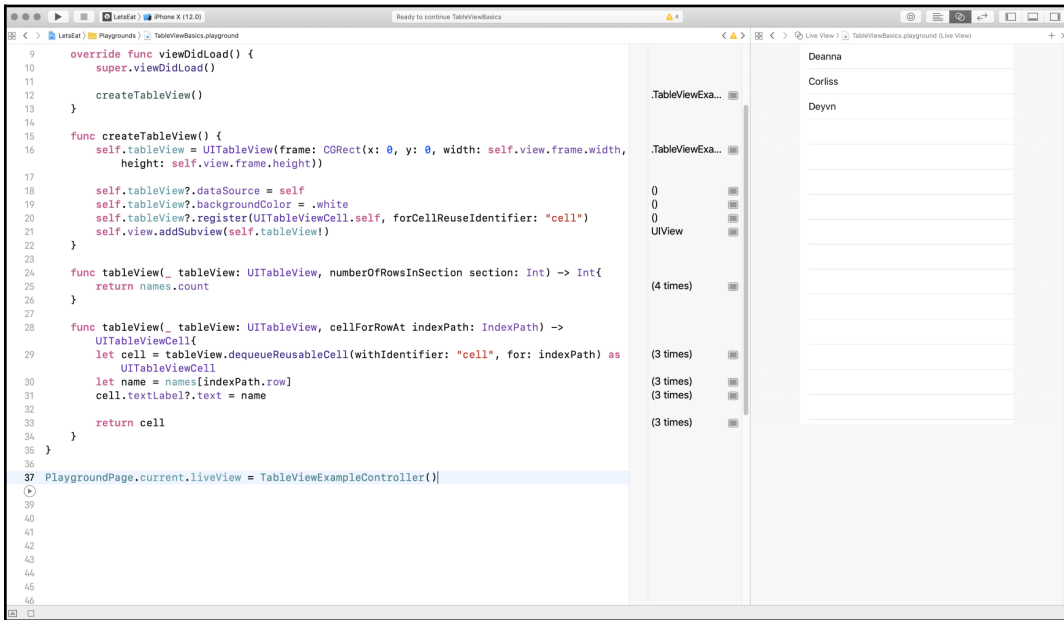 LetsEat › iPhone X (12.0)
Ready to continue TableViewBasics
4
LetsEat › Playgrounds › TableViewBasics.playground
Live View › TableViewBasics.playground (Live View)
9 override func viewDidLoad() {
10 super.viewDidLoad()
11
12 createTableView()
.TableViewExa...
13 }
14
15 func createTableView() {
16 self.tableView = UITableView(frame: CGRect(x: 0, y: 0, width: self.view.frame.width,
.TableViewExa...
height: self.view.frame.height))
17
18 self.tableView?.dataSource = self
()
19 self.tableView?.backgroundColor = .white
()
20 self.tableView?.register(UITableViewCell.self, forCellReuseIdentifier: "cell")
()
21 self.view.addSubview(self.tableView!)
UIView
22 }
23
24 func tableView(_ tableView: UITableView, numberOfRowsInSection section: Int) -> Int{
25 return names.count
(4 times)
26 }
27
28 func tableView(_ tableView: UITableView, cellForRowAt indexPath: IndexPath) ->
UITableViewCell{
29 let cell = tableView.dequeueReusableCell(withIdentifier: "cell", for: indexPath) as
(3 times)
UITableViewCell
30 let name = names[indexPath.row]
(3 times)
31 cell.textLabel?.text = name
(3 times)
32
33 return cell
(3 times)
34 }
35 }
36
37 PlaygroundPage.current.liveView = TableViewExampleController()
39
40
41
42
43
44
45
46
Deanna
Corliss
Deyvn